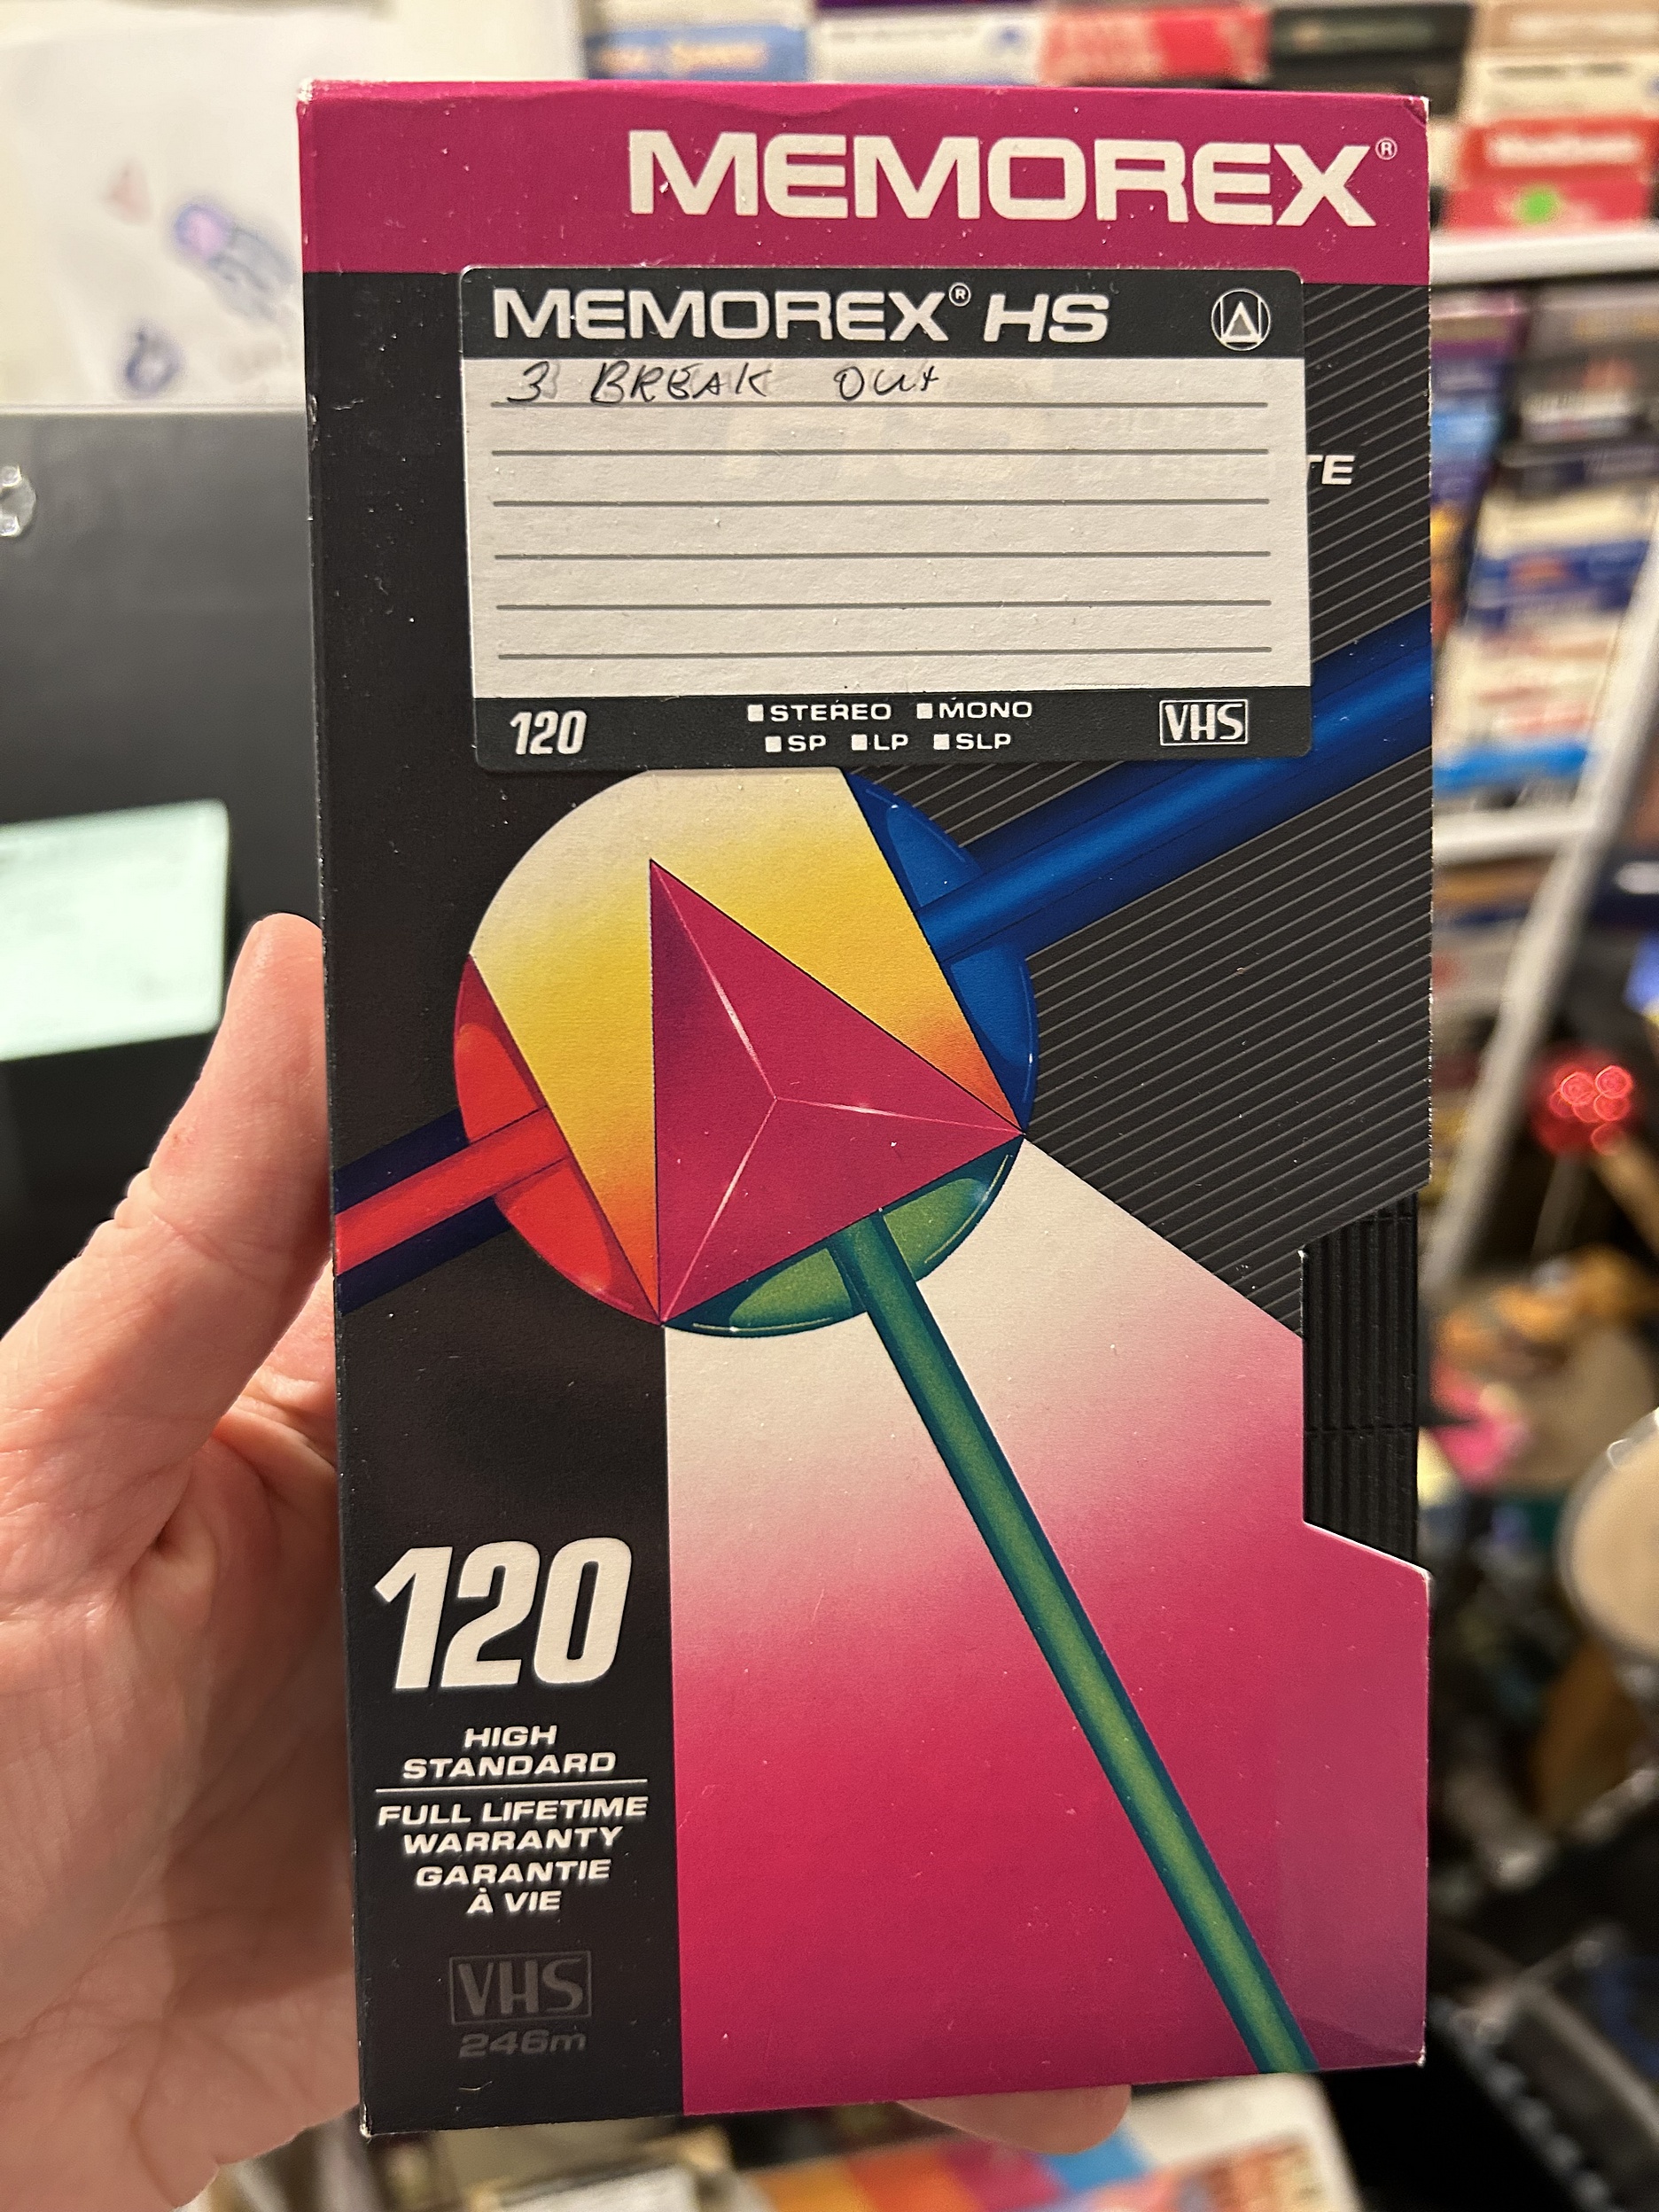 MEMOREX®
MEMOREX® HS
3 BREAK OUt
TE
120
STEREO MONO
SP LP SLP
VHS
120
HIGH
STANDARD
FULL LIFETIME
WARRANTY
GARANTIE
À VIE
VHS
246m